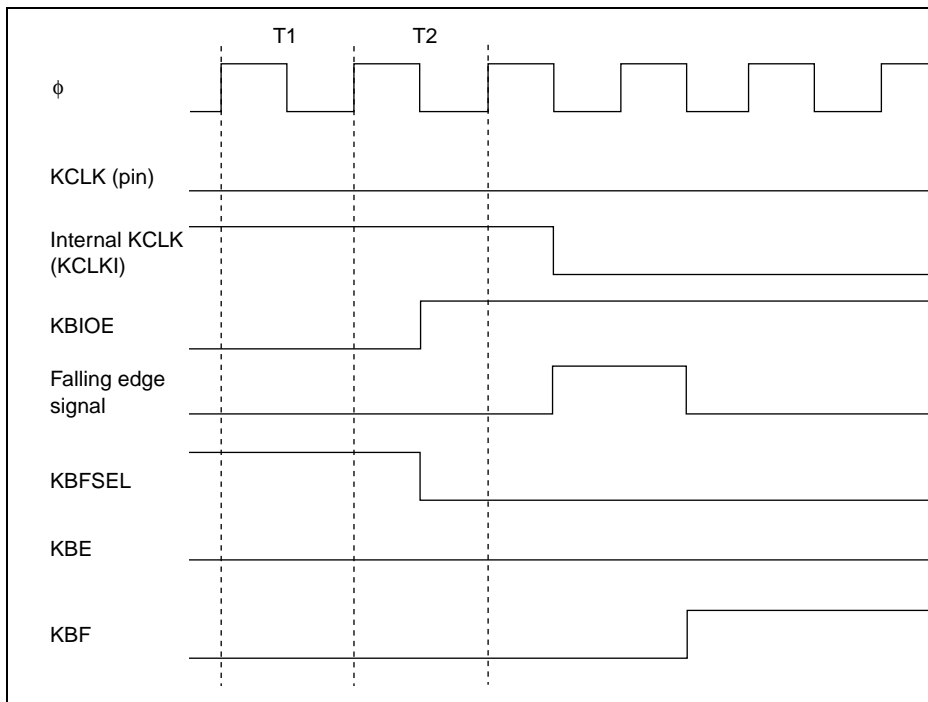 T1 T2
ϕ
KCLK (pin)
Internal KCLK
(KCLKI)
KBIOE
Falling edge
signal
KBFSEL
KBE
KBF